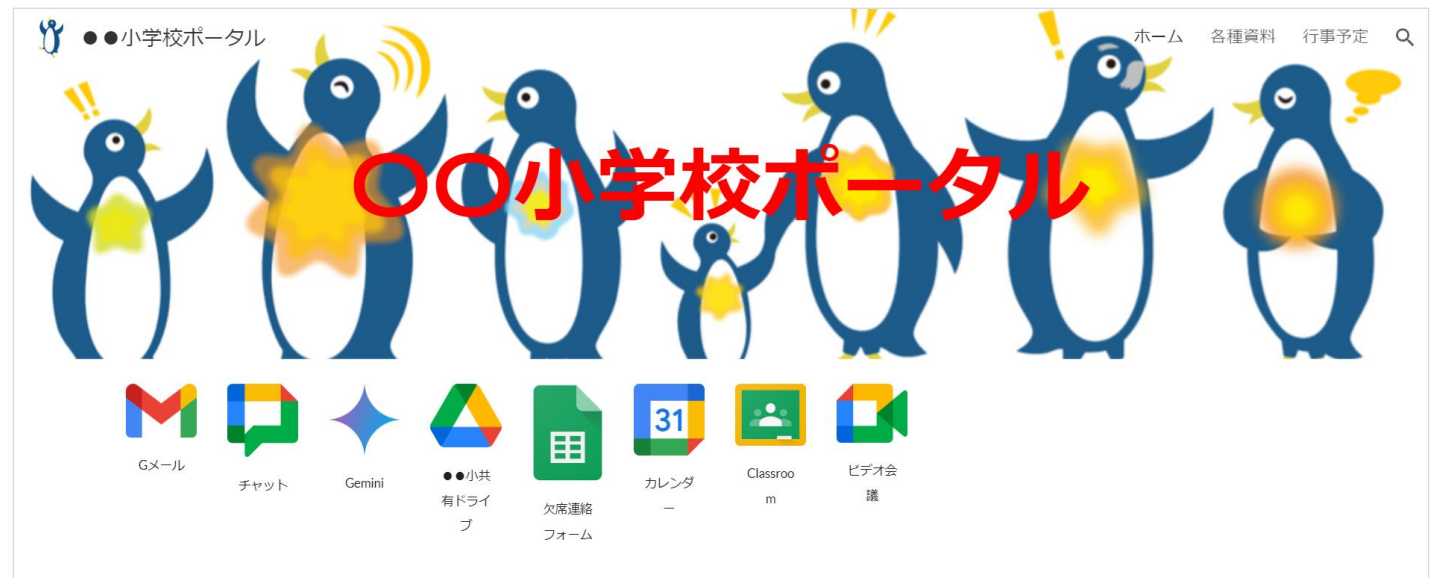 ●●小学校ポータル
ホーム 各種資料 行事予定
〇〇小学校ポータル
31
Gメール
チャット
Gemini
●●小共
有ドライ
ブ
欠席連絡
フォーム
カレンダ
ー
Classroo
m
ビデオ会
議